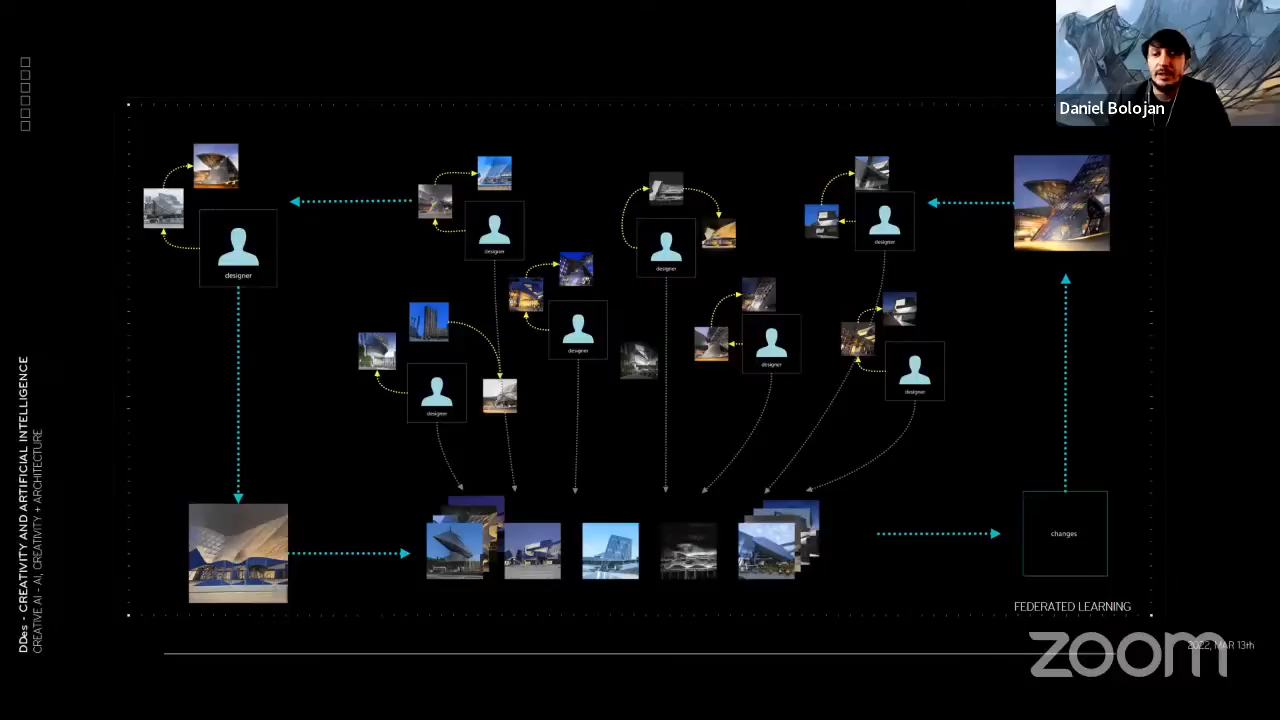 Daniel Bolojan
designer
designer
designer
designer
designer
designer
designer
designer
changes
FEDERATED LEARNING
2022, MAR 13th
zoom
DDes - CREATIVITY AND ARTIFICIAL INTELLIGENCE
CREATIVE AI - AI, CREATIVITY + ARCHITECTURE